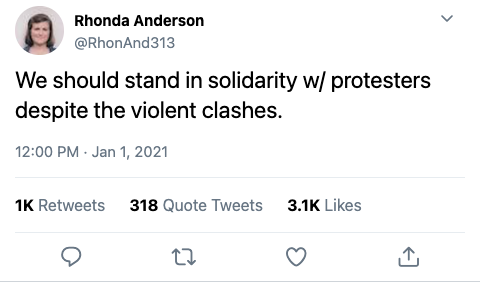 Rhonda Anderson
@RhonAnd313
We should stand in solidarity w/ protesters
despite the violent clashes.
12:00 PM · Jan 1, 2021
1K Retweets 318 Quote Tweets 3.1K Likes